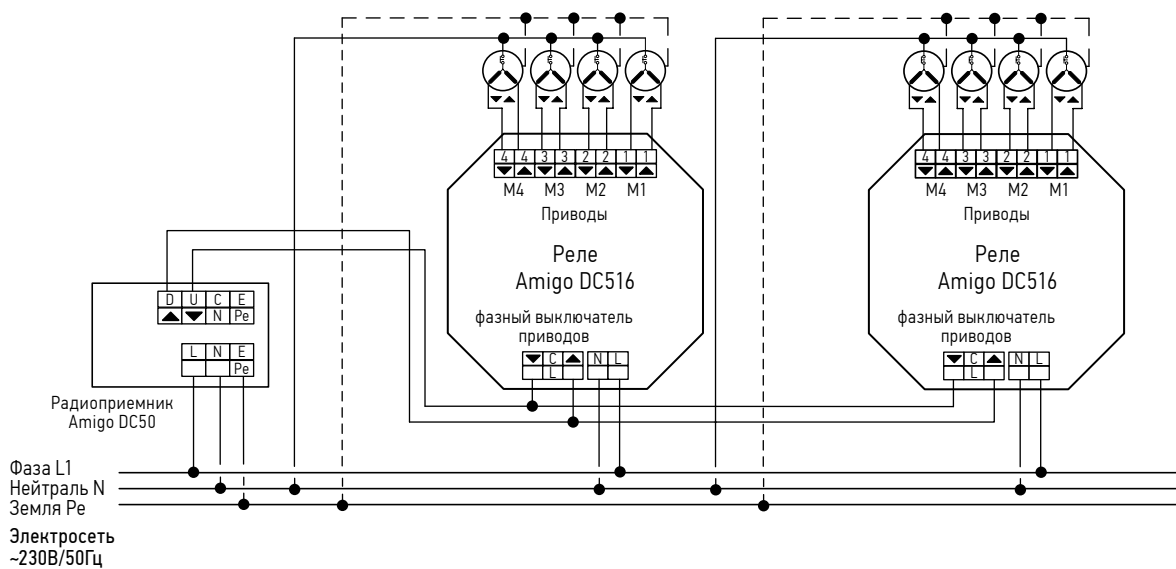 4 4 3 3 2 2 1 1
M4 M3 M2 M1
Приводы
Реле
Amigo DC516
фазный выключатель
приводов
C N L
L
4 4 3 3 2 2 1 1
M4 M3 M2 M1
Приводы
Реле
Amigo DC516
фазный выключатель
приводов
C N L
L
D U C E
N Pe
L N E
Pe
Радиоприемник
Amigo DC50
Фаза L1
Нейтраль N
Земля Pe
Электросеть
~230В/50Гц